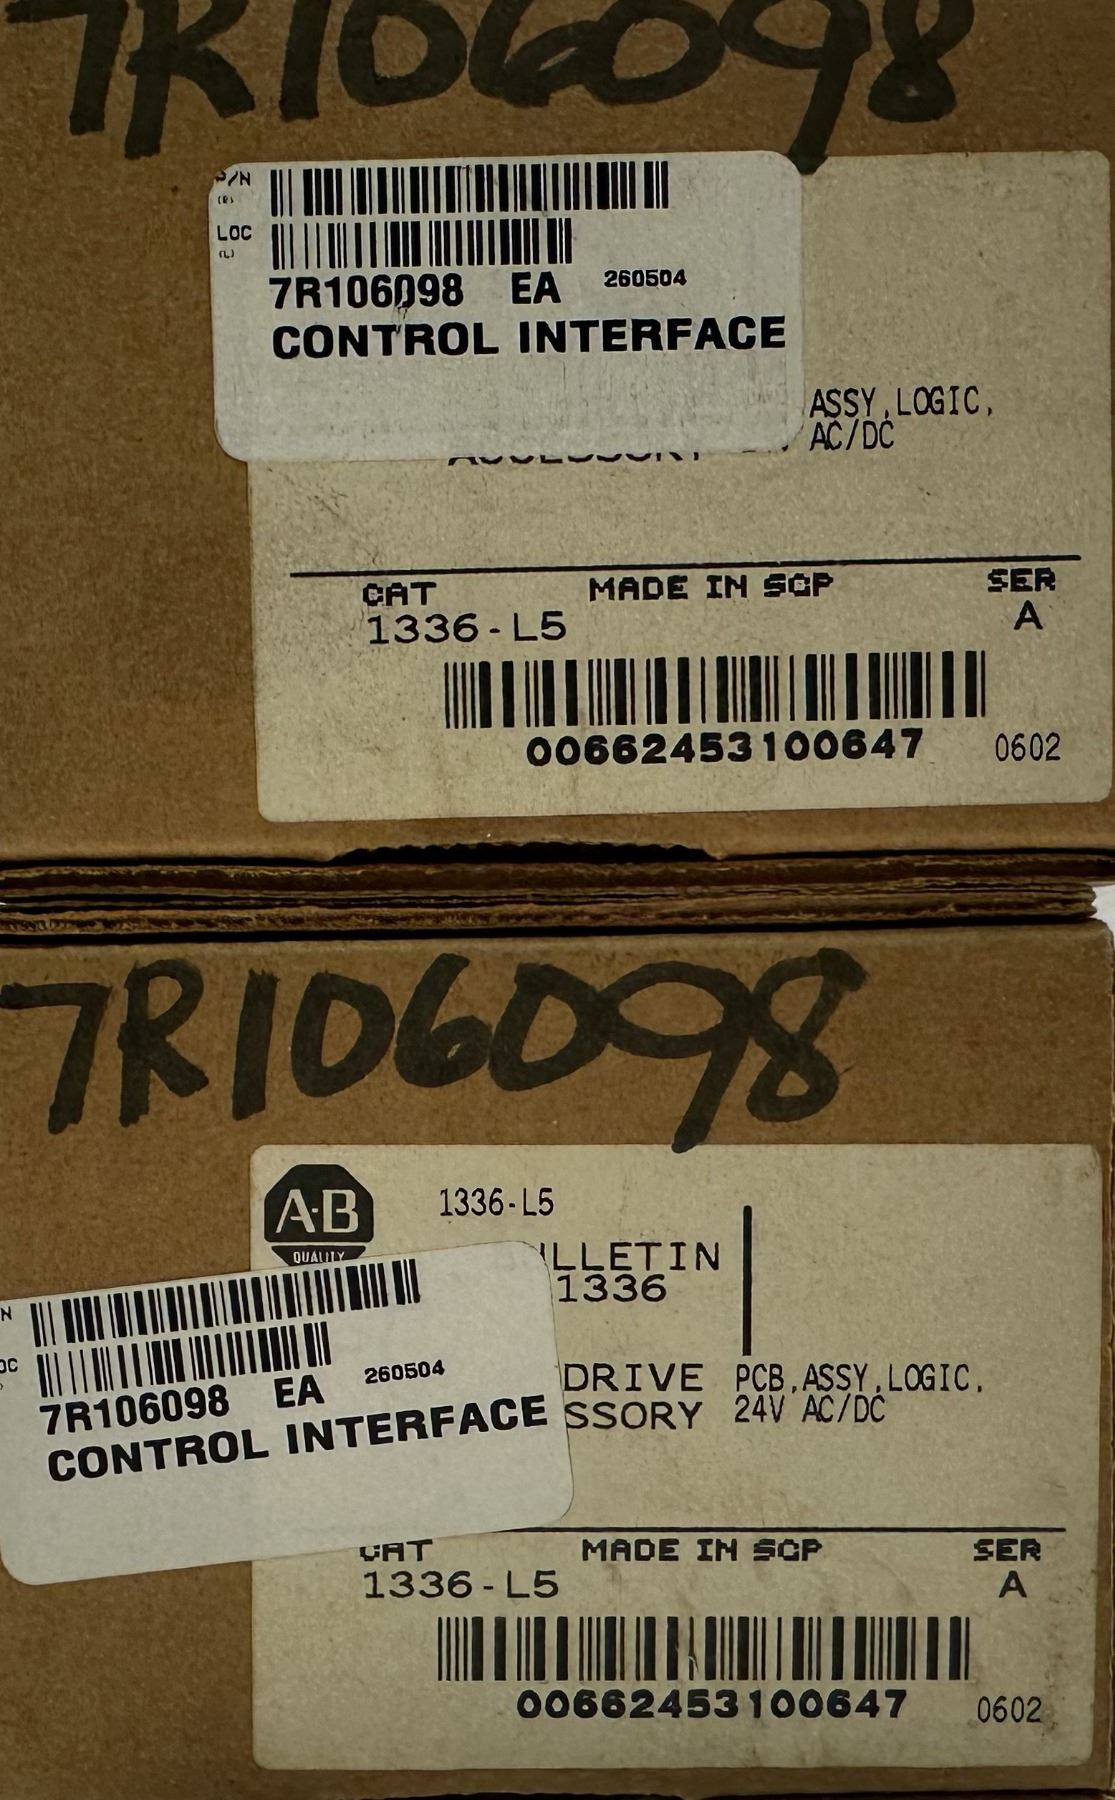 7R106098
P/N
(R)
LOC
(L)
7R106098 EA 260504
CONTROL INTERFACE
ASSY,LOGIC,
AC/DC
CAT MADE IN SGP SER
1336-L5 A
00662453100647 0602
7R106098
A-B
QUALITY
1336-L5
LLETIN
1336
N
OC
7R106098 EA 260504
CONTROL INTERFACE
DRIVE PCB,ASSY,LOGIC,
SSORY 24V AC/DC
CAT MADE IN SGP SER
1336-L5 A
00662453100647 0602